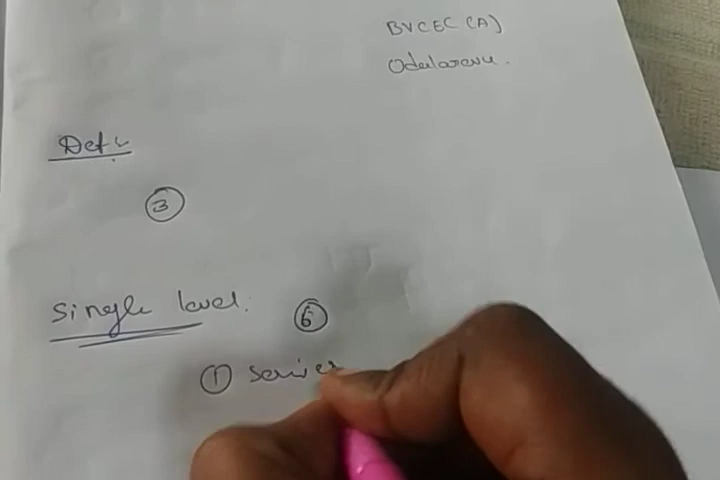 BVCEC (A)
Odalarevu.
Def:
③
Single level.
⑥
① series